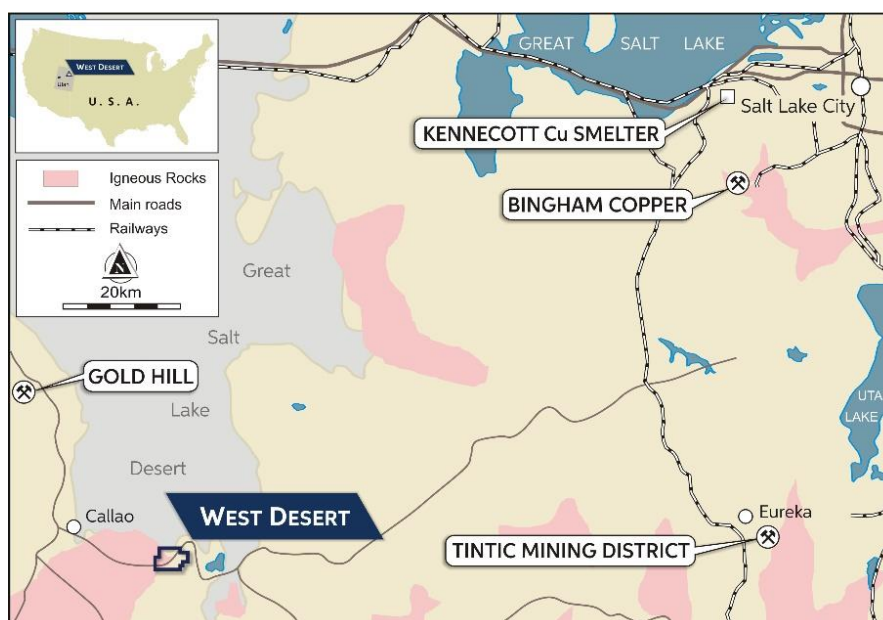 WEST DESERT
Utah
U. S. A.
Igneous Rocks
Main roads
Railways
20km
GREAT SALT LAKE
Salt Lake City
KENNECOTT Cu SMELTER
BINGHAM COPPER
Great
Salt
Lake
Desert
GOLD HILL
UTA
LAKE
Callao
WEST DESERT
Eureka
TINTIC MINING DISTRICT